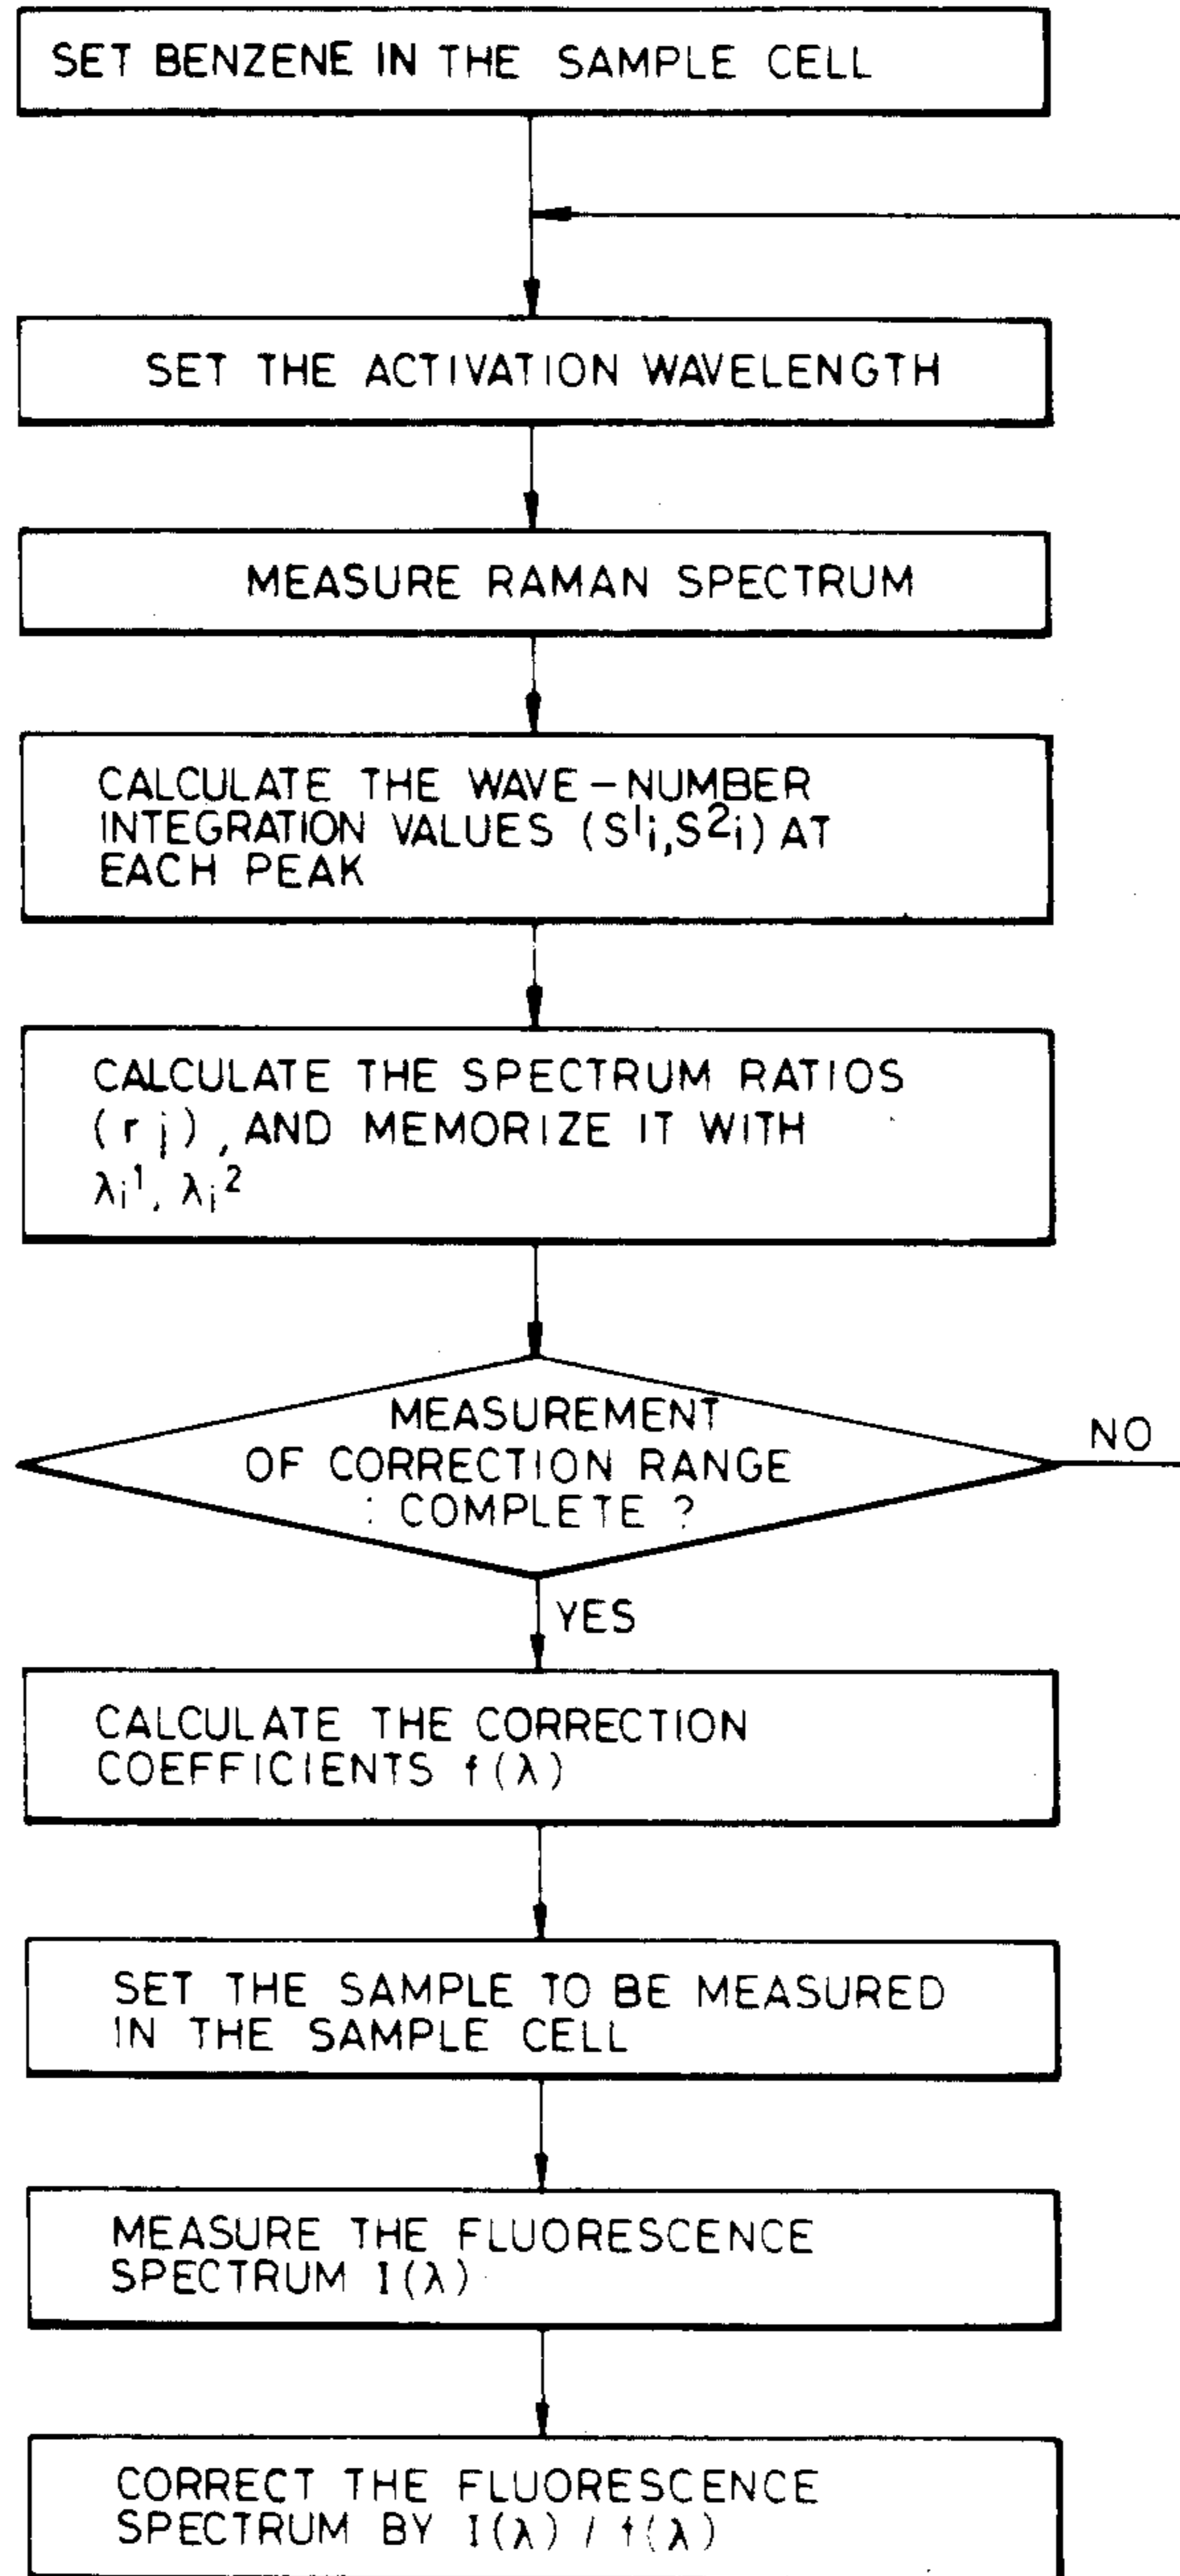 SET BENZENE IN THE SAMPLE CELL
SET THE ACTIVATION WAVELENGTH
MEASURE RAMAN SPECTRUM
CALCULATE THE WAVE-NUMBER
INTEGRATION VALUES (S¹i,S²i) AT
EACH PEAK
CALCULATE THE SPECTRUM RATIOS
(rj), AND MEMORIZE IT WITH
λi¹, λi²
MEASUREMENT
OF CORRECTION RANGE
COMPLETE ?
NO
YES
CALCULATE THE CORRECTION
COEFFICIENTS f(λ)
SET THE SAMPLE TO BE MEASURED
IN THE SAMPLE CELL
MEASURE THE FLUORESCENCE
SPECTRUM I(λ)
CORRECT THE FLUORESCENCE
SPECTRUM BY I(λ) / f(λ)